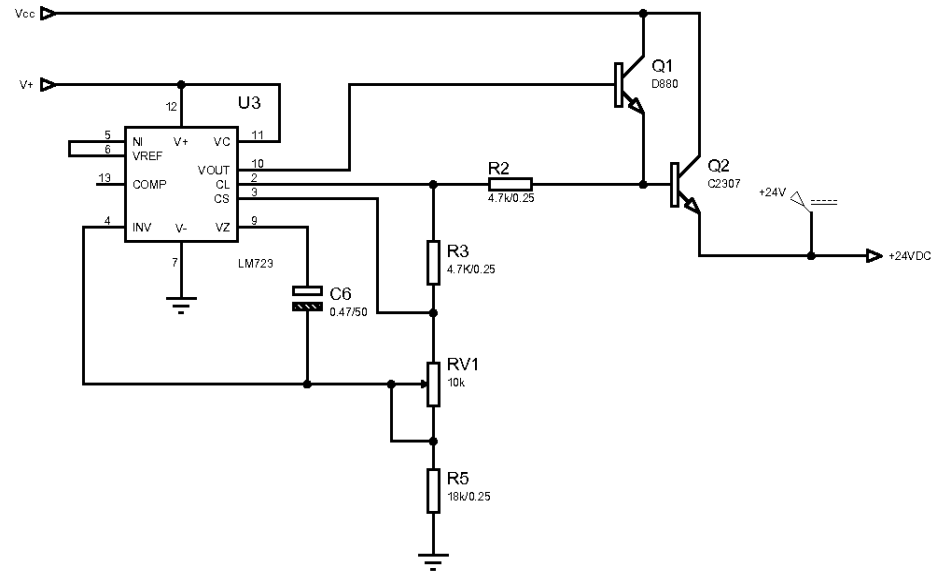 Vcc
Q1
D880
V+
12
U3
5 NI V+ VC 11
6 VREF
VOUT 10
13 COMP CL 2
CS 3
4 INV V- VZ 9
7
LM723
R2
4.7k/0.25
Q2
C2307
+24V
+24VDC
R3
4.7K/0.25
C6
0.47/50
RV1
10k
R5
18k/0.25